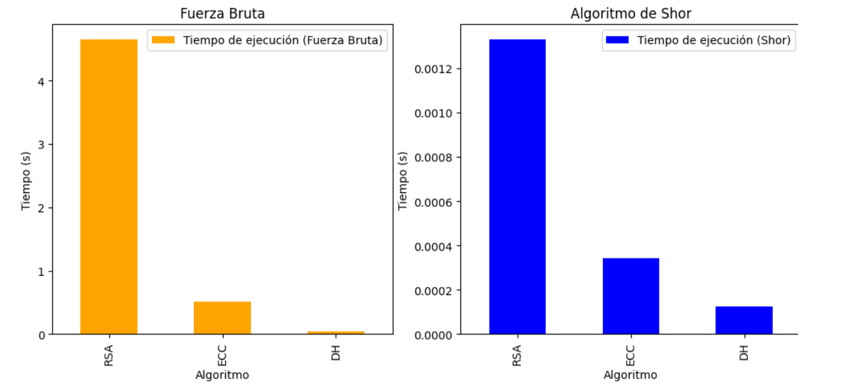 Fuerza Bruta
Tiempo de ejecución (Fuerza Bruta)
Tiempo (s)
4
3
2
1
0
RSA
ECC
DH
Algoritmo
Algoritmo de Shor
Tiempo de ejecución (Shor)
Tiempo (s)
0.0012
0.0010
0.0008
0.0006
0.0004
0.0002
0.0000
RSA
ECC
DH
Algoritmo